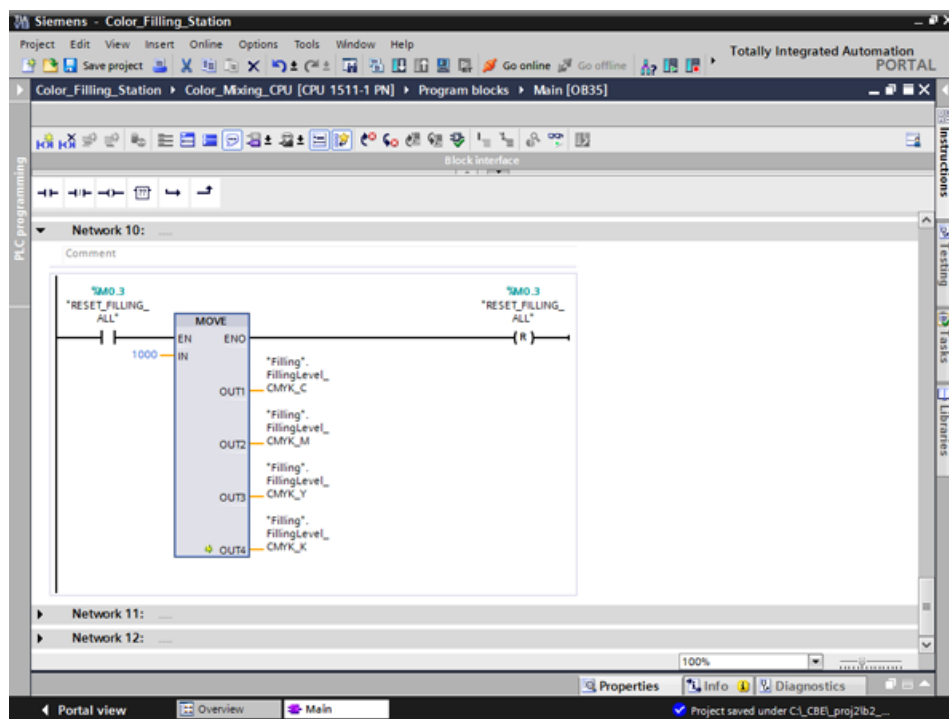 Siemens - Color_Filling_Station
Project Edit View Insert Online Options Tools Window Help
Totally Integrated Automation
PORTAL
Save project
Go online
Go offline
Color_Filling_Station
Color_Mixing_CPU [CPU 1511-1 PN]
Program blocks
Main [OB35]
Block interface
PLC programming
Instructions
Testing
Tasks
Libraries
Network 10: .....
Comment
%M0.3
"RESET_FILLING_
ALL"
%M0.3
"RESET_FILLING_
ALL"
MOVE
EN ENO
( R )
1000 IN
"Filling".
FillingLevel_
OUT1 CMYK_C
"Filling".
FillingLevel_
OUT2 CMYK_M
"Filling".
FillingLevel_
OUT3 CMYK_Y
"Filling".
FillingLevel_
OUT4 CMYK_K
Network 11: .....
Network 12: .....
100%
Properties
Info
Diagnostics
Portal view
Overview
Main
Project saved under C:\_CBE\_proj2\b2_...